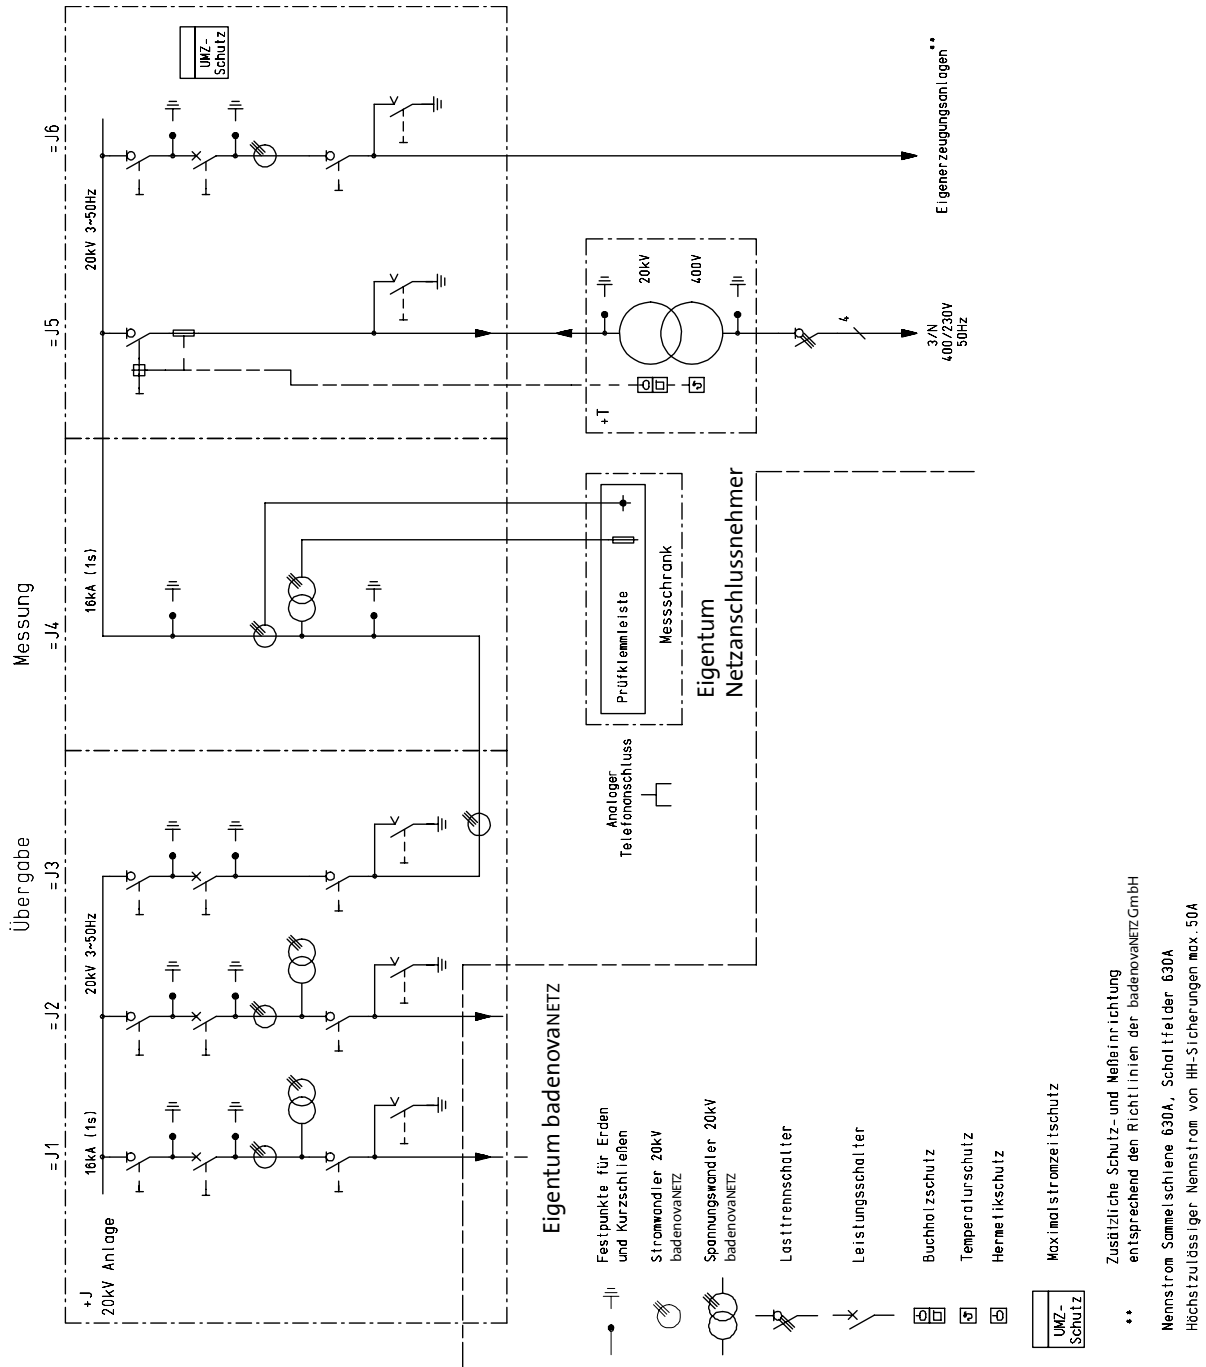 Übergabe
Messung
=J1
=J2
=J3
=J4
=J5
=J6
+J
20kV Anlage
16kA (1s)
20kV 3~50Hz
16kA (1s)
20kV 3~50Hz
UMZ-
Schutz
Eigentum badenovaNETZ
Analoger
Telefonanschluss
Prüfklemmleiste
Messschrank
Eigentum
Netzanschlussnehmer
+T
20kV
400V
4
3/N
400/230V
50Hz
Eigenerzeugungsanlagen **
Festpunkte für Erden
und Kurzschließen
Stromwandler 20kV
badenovaNETZ
Spannungswandler 20kV
badenovaNETZ
Lasttrennschalter
Leistungsschalter
Buchholzschutz
Temperaturschutz
Hermetikschutz
UMZ-
Schutz
Maximalstromzeitschutz
** Zusätzliche Schutz- und Meßeinrichtung
entsprechend den Richtlinien der badenovaNETZ GmbH
Nennstrom Sammelschiene 630A, Schaltfelder 630A
Höchstzulässiger Nennstrom von HH-Sicherungen max. 50A